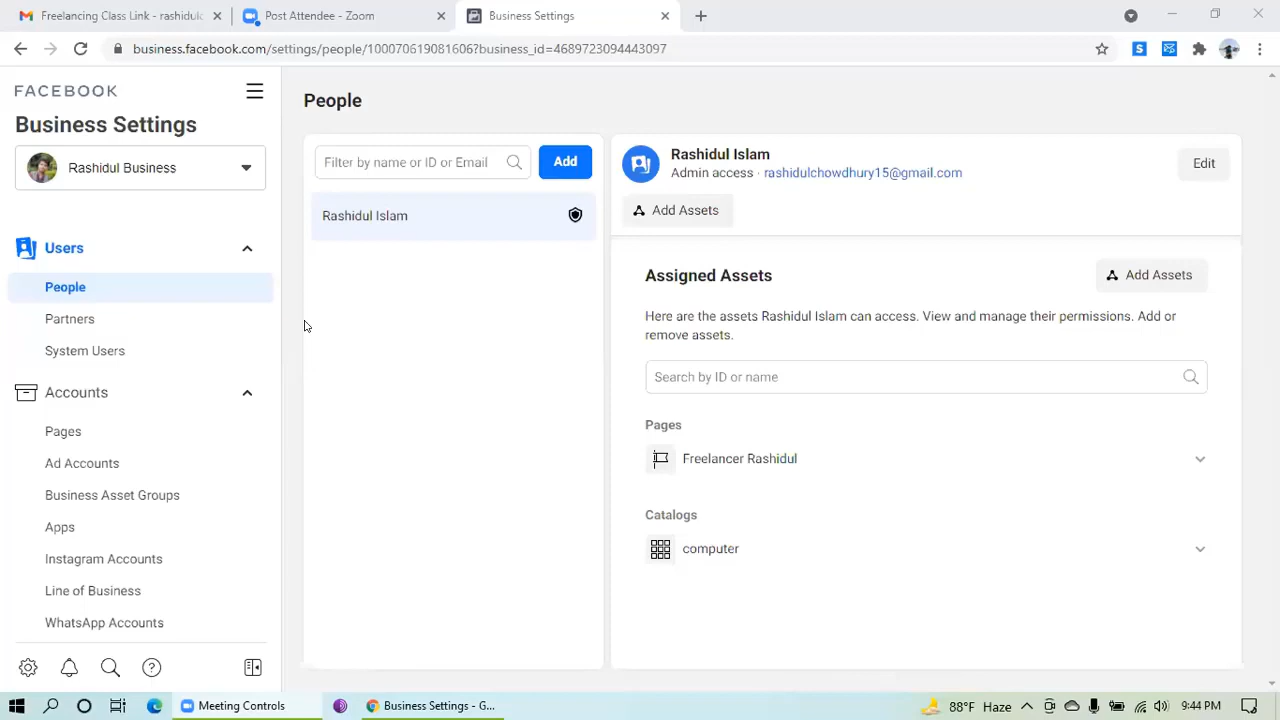 Freelancing Class Link - rashiduk
Post Attendee - Zoom
Business Settings
business.facebook.com/settings/people/100070619081606?business_id=4689723094443097
FACEBOOK
Business Settings
Rashidul Business
Users
People
Partners
System Users
Accounts
Pages
Ad Accounts
Business Asset Groups
Apps
Instagram Accounts
Line of Business
WhatsApp Accounts
People
Filter by name or ID or Email
Add
Rashidul Islam
Rashidul Islam
Admin access · rashidulchowdhury15@gmail.com
Edit
Add Assets
Assigned Assets
Add Assets
Here are the assets Rashidul Islam can access. View and manage their permissions. Add or
remove assets.
Search by ID or name
Pages
Freelancer Rashidul
Catalogs
computer
Meeting Controls
Business Settings - G...
88°F Haze
9:44 PM